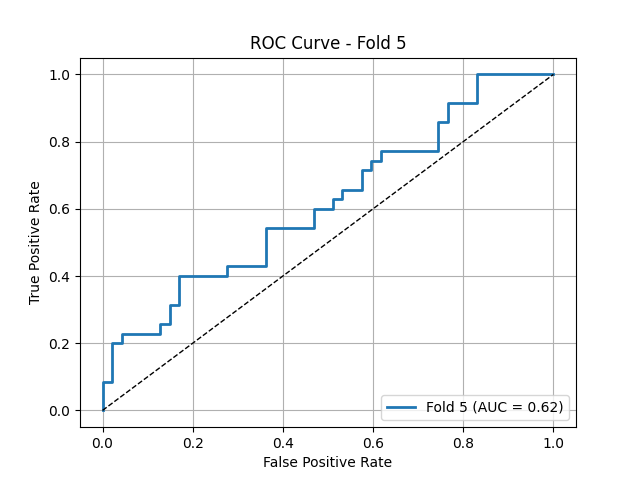 ROC Curve - Fold 5
True Positive Rate
1.0
0.8
0.6
0.4
0.2
0.0
Fold 5 (AUC = 0.62)
0.0 0.2 0.4 0.6 0.8 1.0
False Positive Rate